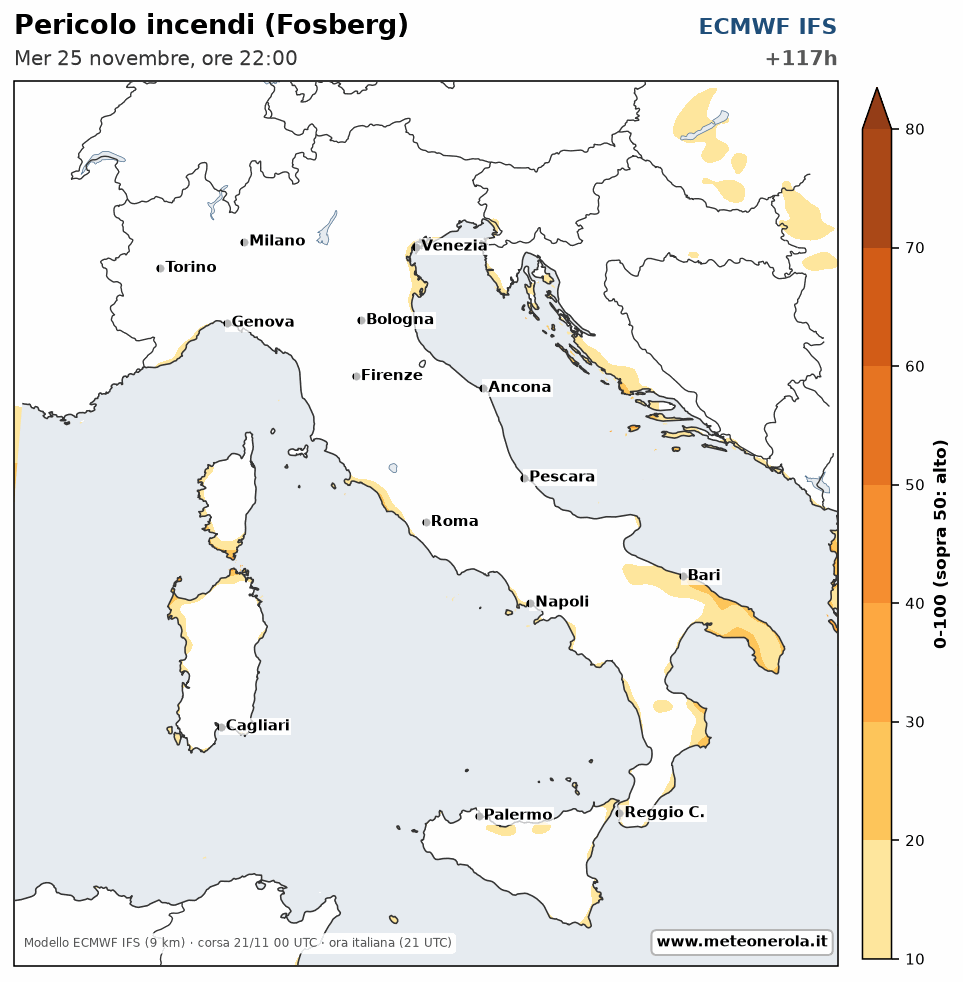 Pericolo incendi (Fosberg)
ECMWF IFS
Mer 25 novembre, ore 22:00
+117h
Milano
Venezia
Torino
Genova
Bologna
Firenze
Ancona
Pescara
Roma
Bari
Napoli
Cagliari
Palermo
Reggio C.
80
70
60
50
40
30
20
10
0-100 (sopra 50: alto)
Modello ECMWF IFS (9 km) · corsa 21/11 00 UTC · ora italiana (21 UTC)
www.meteonerola.it